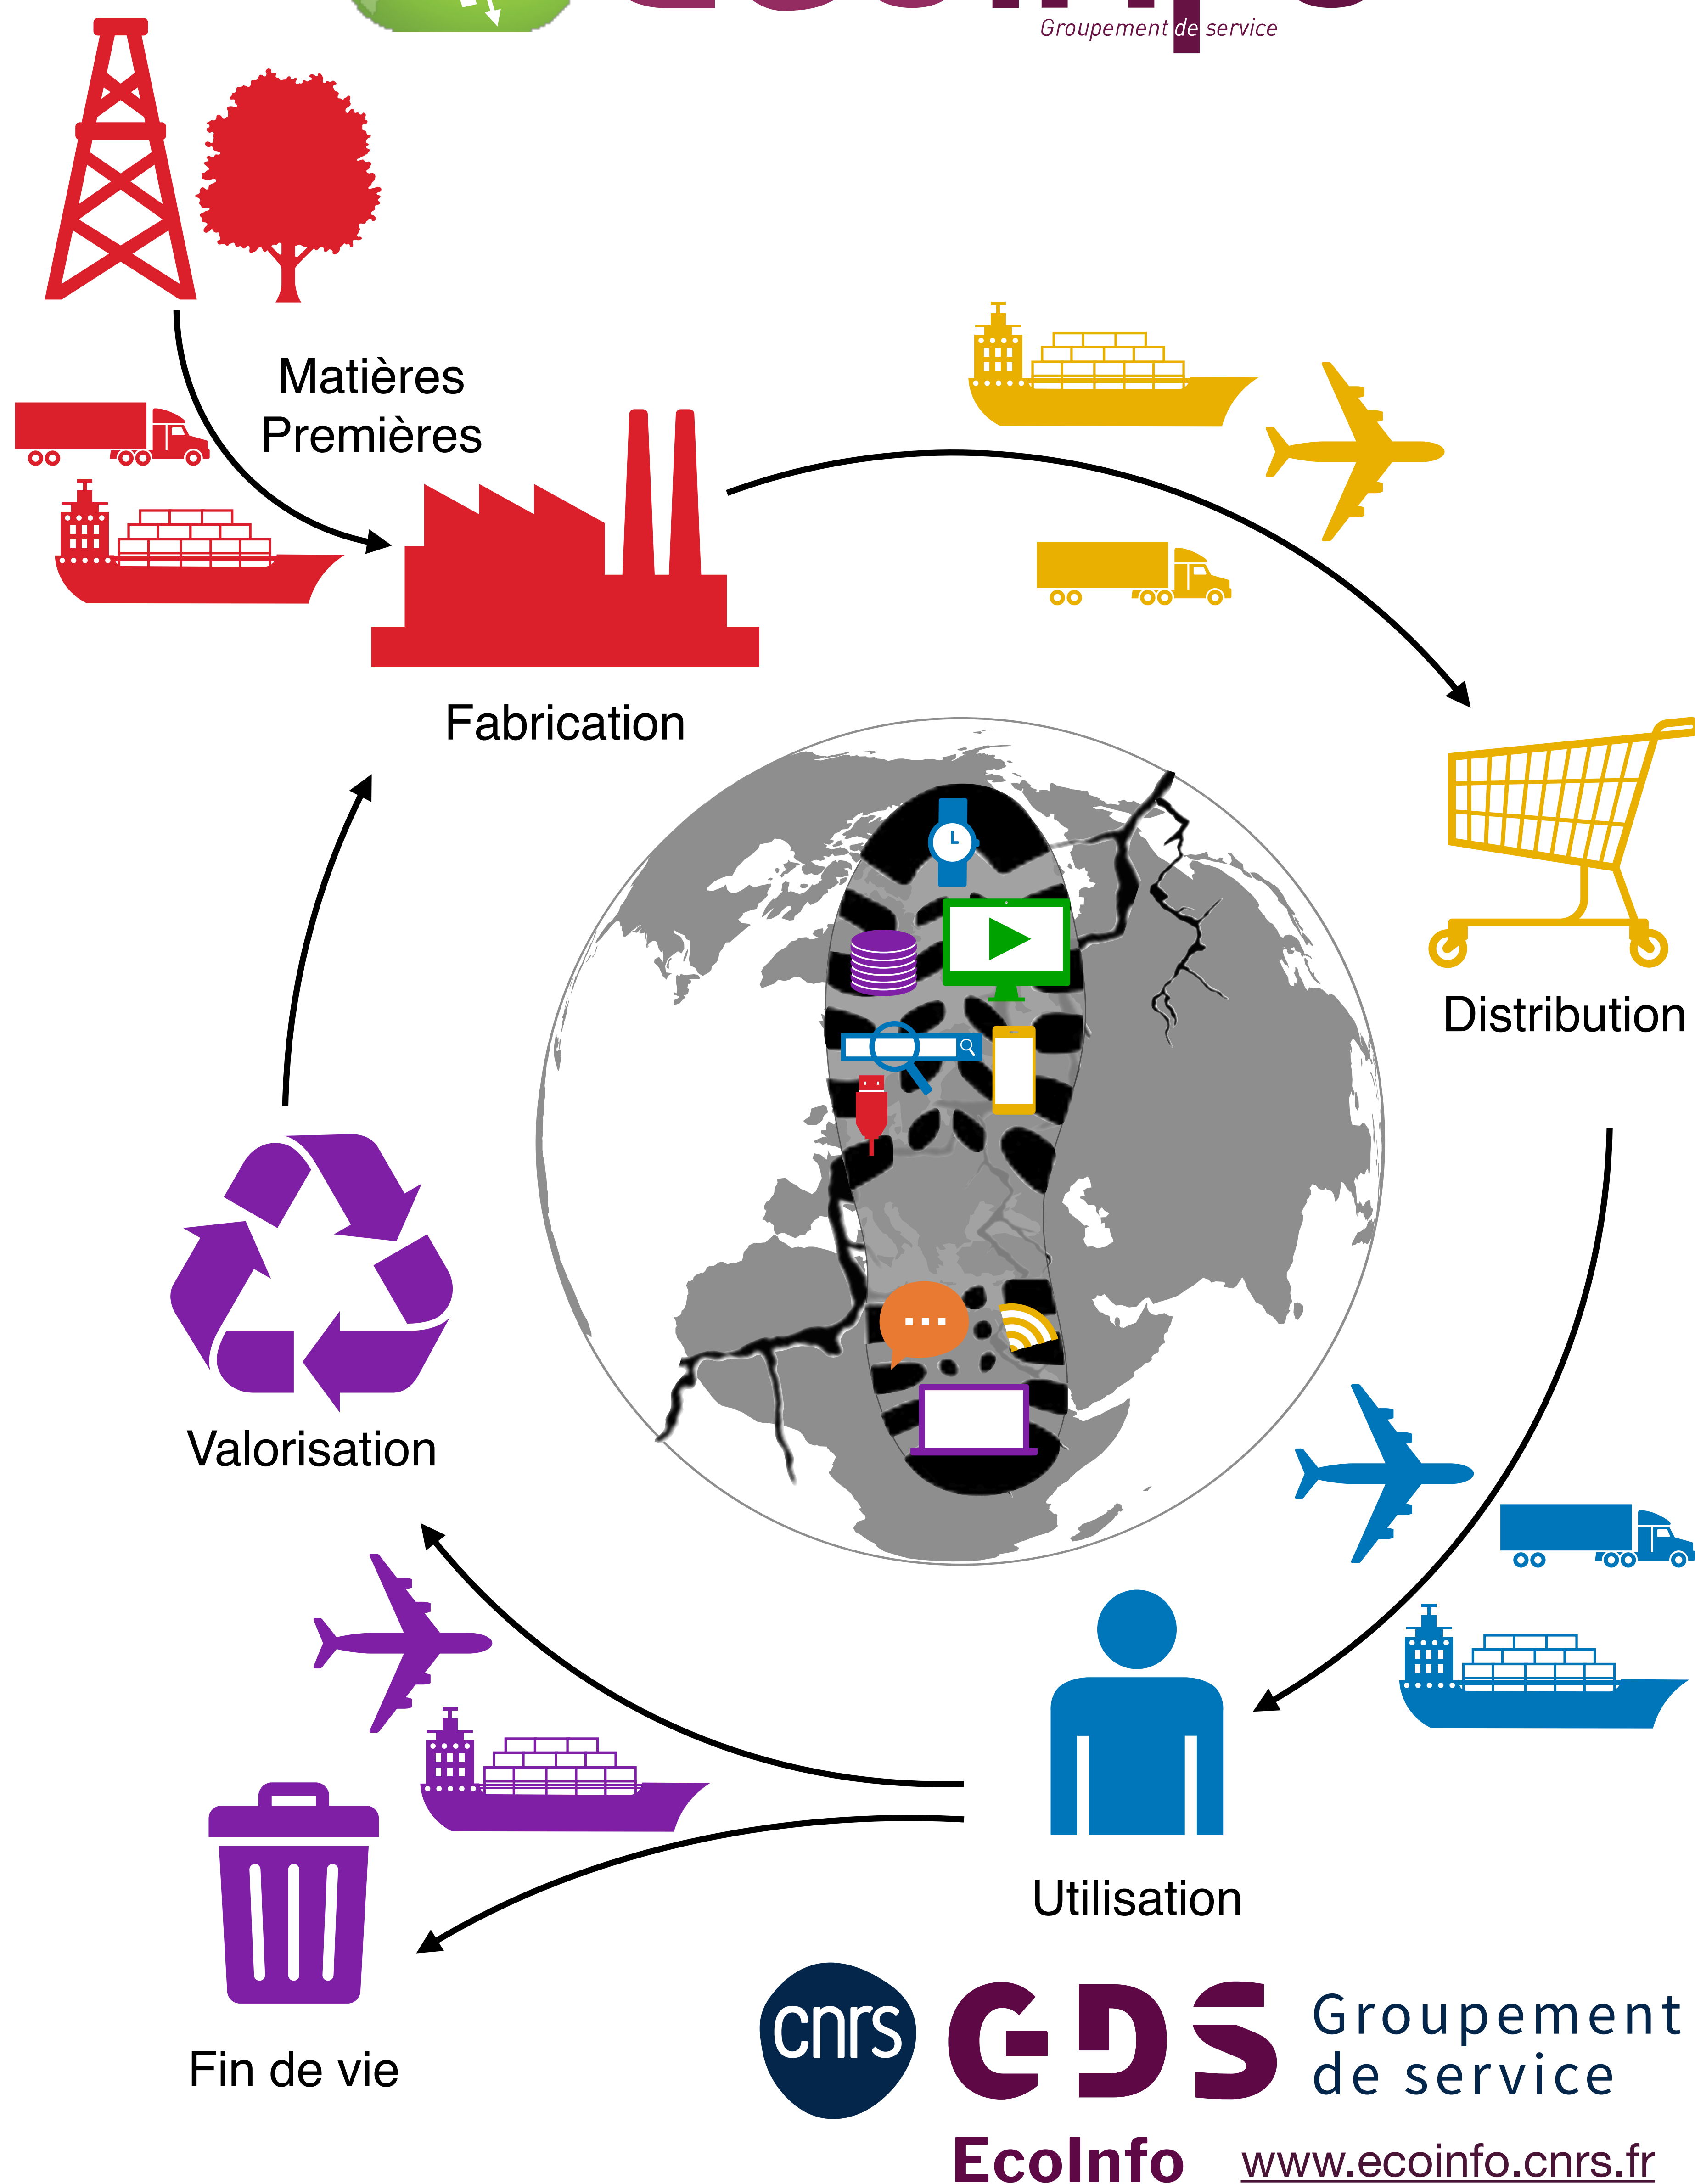 Groupement de service
Matières
Premières
Fabrication
Distribution
Valorisation
Utilisation
Fin de vie
cnrs
GDS
Groupement
de service
EcoInfo
www.ecoinfo.cnrs.fr